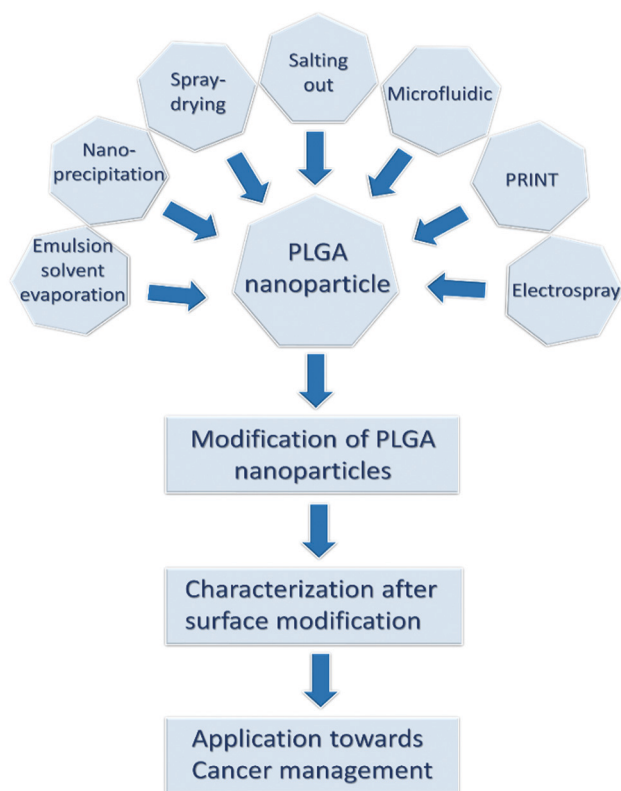 Salting
out
Spray-
drying
Microfluidic
Nano-
precipitation
PRINT
Emulsion
solvent
evaporation
PLGA
nanoparticle
Electrospray
Modification of PLGA
nanoparticles
Characterization after
surface modification
Application towards
Cancer management